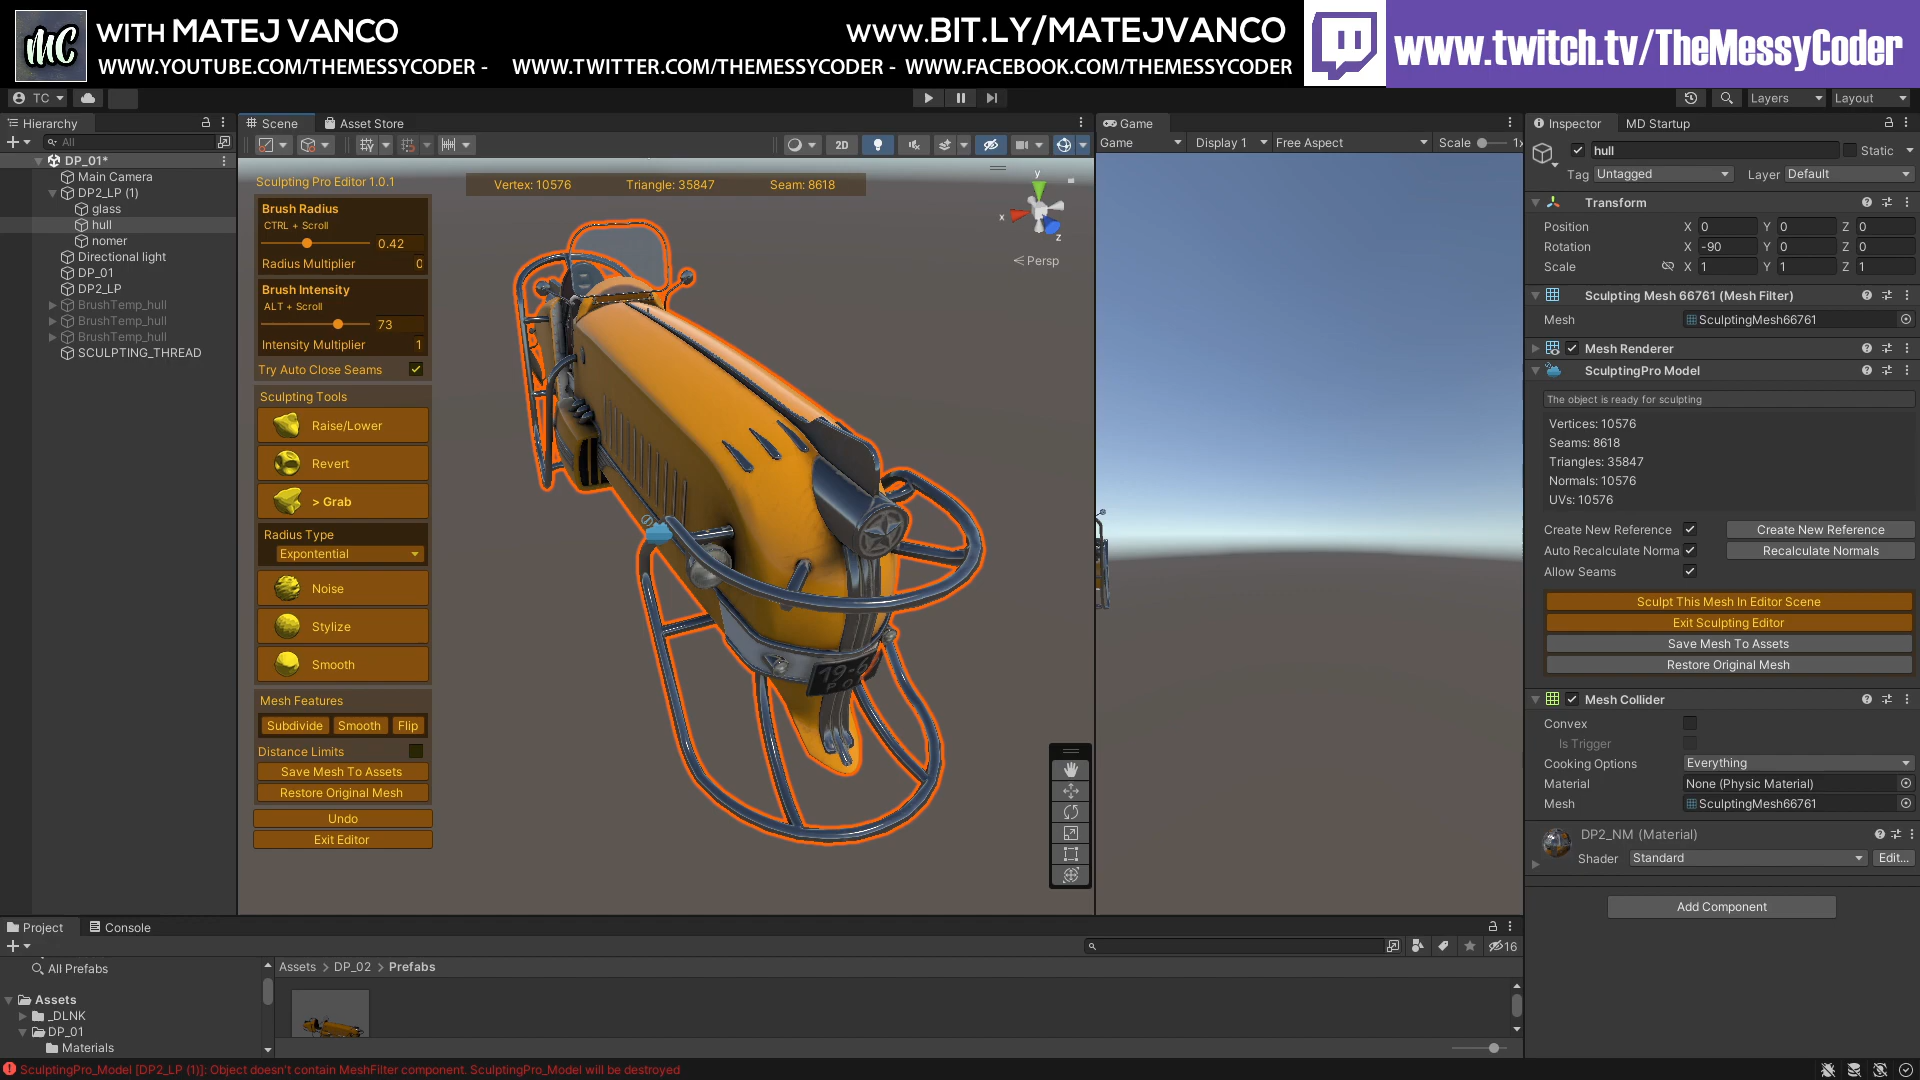 MC
WITH MATEJ VANCO
WWW.YOUTUBE.COM/THEMESSYCODER - WWW.TWITTER.COM/THEMESSYCODER - WWW.FACEBOOK.COM/THEMESSYCODER
www.BIT.LY/MATEJVANCO
www.twitch.tv/TheMessyCoder
TC
Layers
Layout
Hierarchy
All
DP_01*
Main Camera
DP2_LP (1)
glass
hull
nomer
Directional light
DP_01
DP2_LP
BrushTemp_hull
BrushTemp_hull
BrushTemp_hull
SCULPTING_THREAD
Scene
Asset Store
2D
Sculpting Pro Editor 1.0.1
Vertex: 10576
Triangle: 35847
Seam: 8618
Brush Radius
CTRL + Scroll
0.42
Radius Multiplier
0
Brush Intensity
ALT + Scroll
73
Intensity Multiplier
1
Try Auto Close Seams
Sculpting Tools
Raise/Lower
Revert
> Grab
Radius Type
Expontential
Noise
Stylize
Smooth
Mesh Features
Subdivide
Smooth
Flip
Distance Limits
Save Mesh To Assets
Restore Original Mesh
Undo
Exit Editor
y
x
z
Persp
19-6
Game
Game
Display 1
Free Aspect
Scale
1x
Inspector
MD Startup
hull
Static
Tag
Untagged
Layer
Default
Transform
Position
X 0
Y 0
Z 0
Rotation
X -90
Y 0
Z 0
Scale
X 1
Y 1
Z 1
Sculpting Mesh 66761 (Mesh Filter)
Mesh
SculptingMesh66761
Mesh Renderer
SculptingPro Model
The object is ready for sculpting
Vertices: 10576
Seams: 8618
Triangles: 35847
Normals: 10576
UVs: 10576
Create New Reference
Create New Reference
Auto Recalculate Norma
Recalculate Normals
Allow Seams
Sculpt This Mesh In Editor Scene
Exit Sculpting Editor
Save Mesh To Assets
Restore Original Mesh
Mesh Collider
Convex
Is Trigger
Cooking Options
Everything
Material
None (Physic Material)
Mesh
SculptingMesh66761
DP2_NM (Material)
Shader
Standard
Edit...
Add Component
Project
Console
16
All Prefabs
Assets
_DLNK
DP_01
Materials
Assets > DP_02 > Prefabs
SculptingPro_Model [DP2_LP (1)]: Object doesn't contain MeshFilter component. SculptingPro_Model will be destroyed